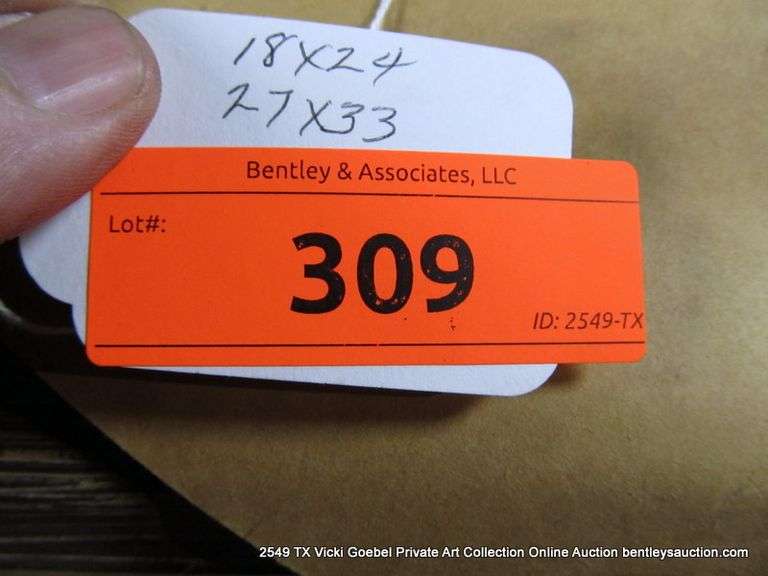 18X24
27X33
Bentley & Associates, LLC
Lot#:
309
ID: 2549-TX
2549 TX Vicki Goebel Private Art Collection Online Auction bentleysauction.com